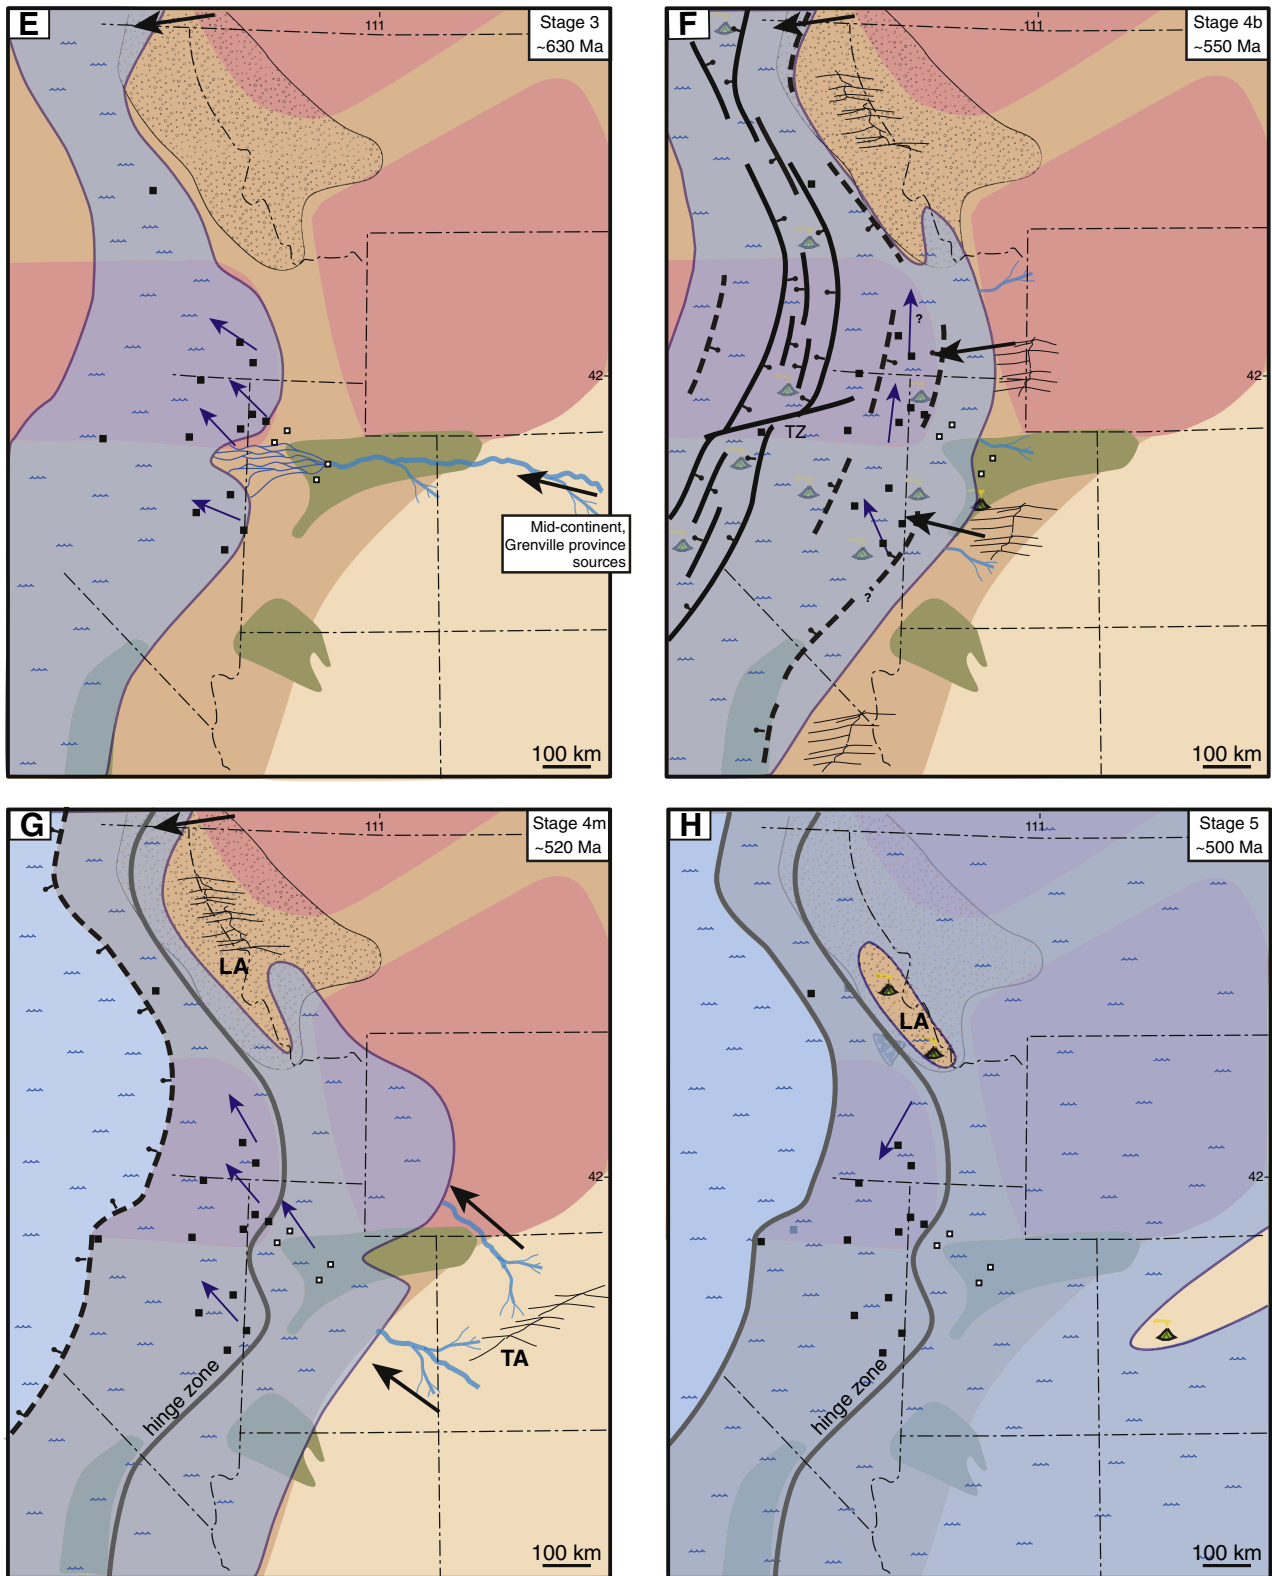 E
111
Stage 3
~630 Ma
42
Mid-continent,
Grenville province
sources
100 km
F
111
Stage 4b
~550 Ma
?
42
TZ
?
100 km
G
111
Stage 4m
~520 Ma
LA
42
TA
hinge zone
100 km
H
111
Stage 5
~500 Ma
LA
42
hinge zone
100 km